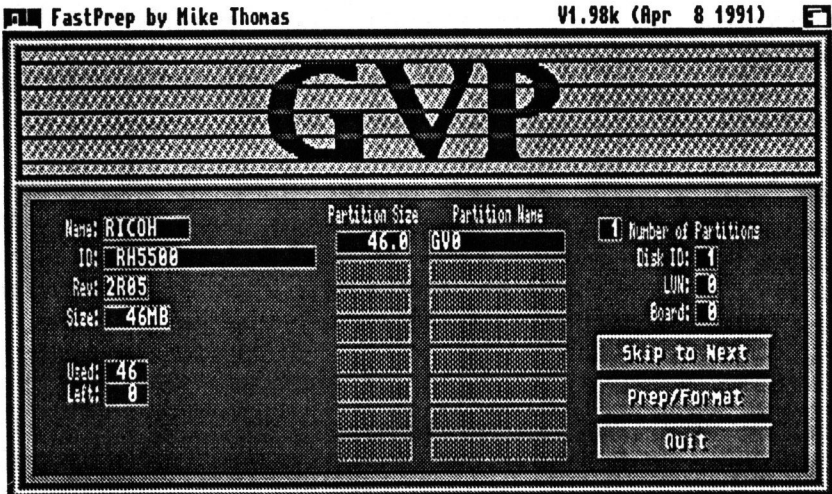 FastPrep by Mike Thomas
V1.98k (Apr 8 1991)
GVP
Name: RICOH
ID: RH5500
Rev: 2R05
Size: 46MB
Used: 46
Left: 0
Partition Size
Partition Name
46.0
GV0
1 Number of Partitions
Disk ID: 1
LUN: 0
Board: 0
Skip to Next
Prep/Format
Quit